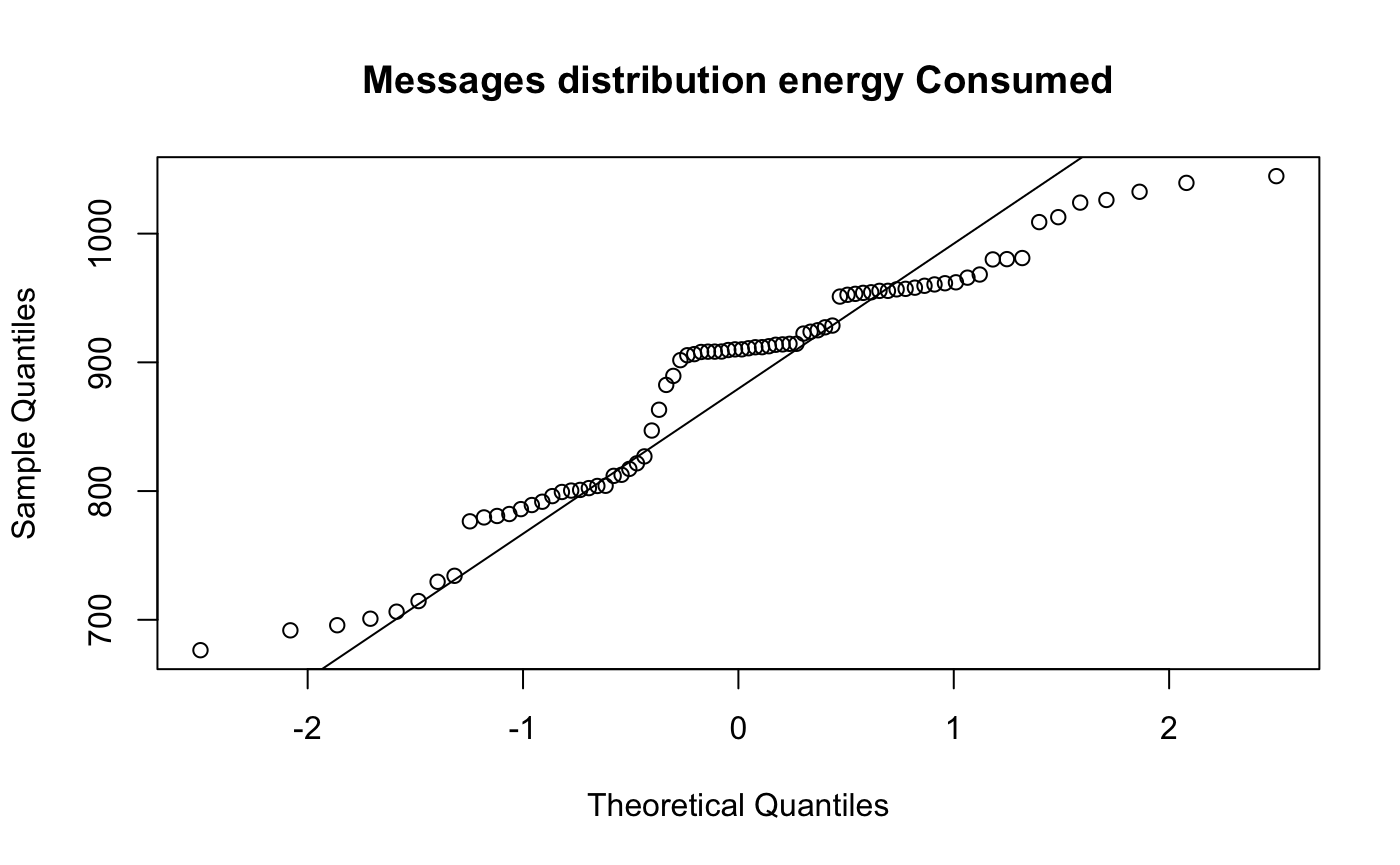 Messages distribution energy Consumed
Sample Quantiles
1000
900
800
700
-2 -1 0 1 2
Theoretical Quantiles